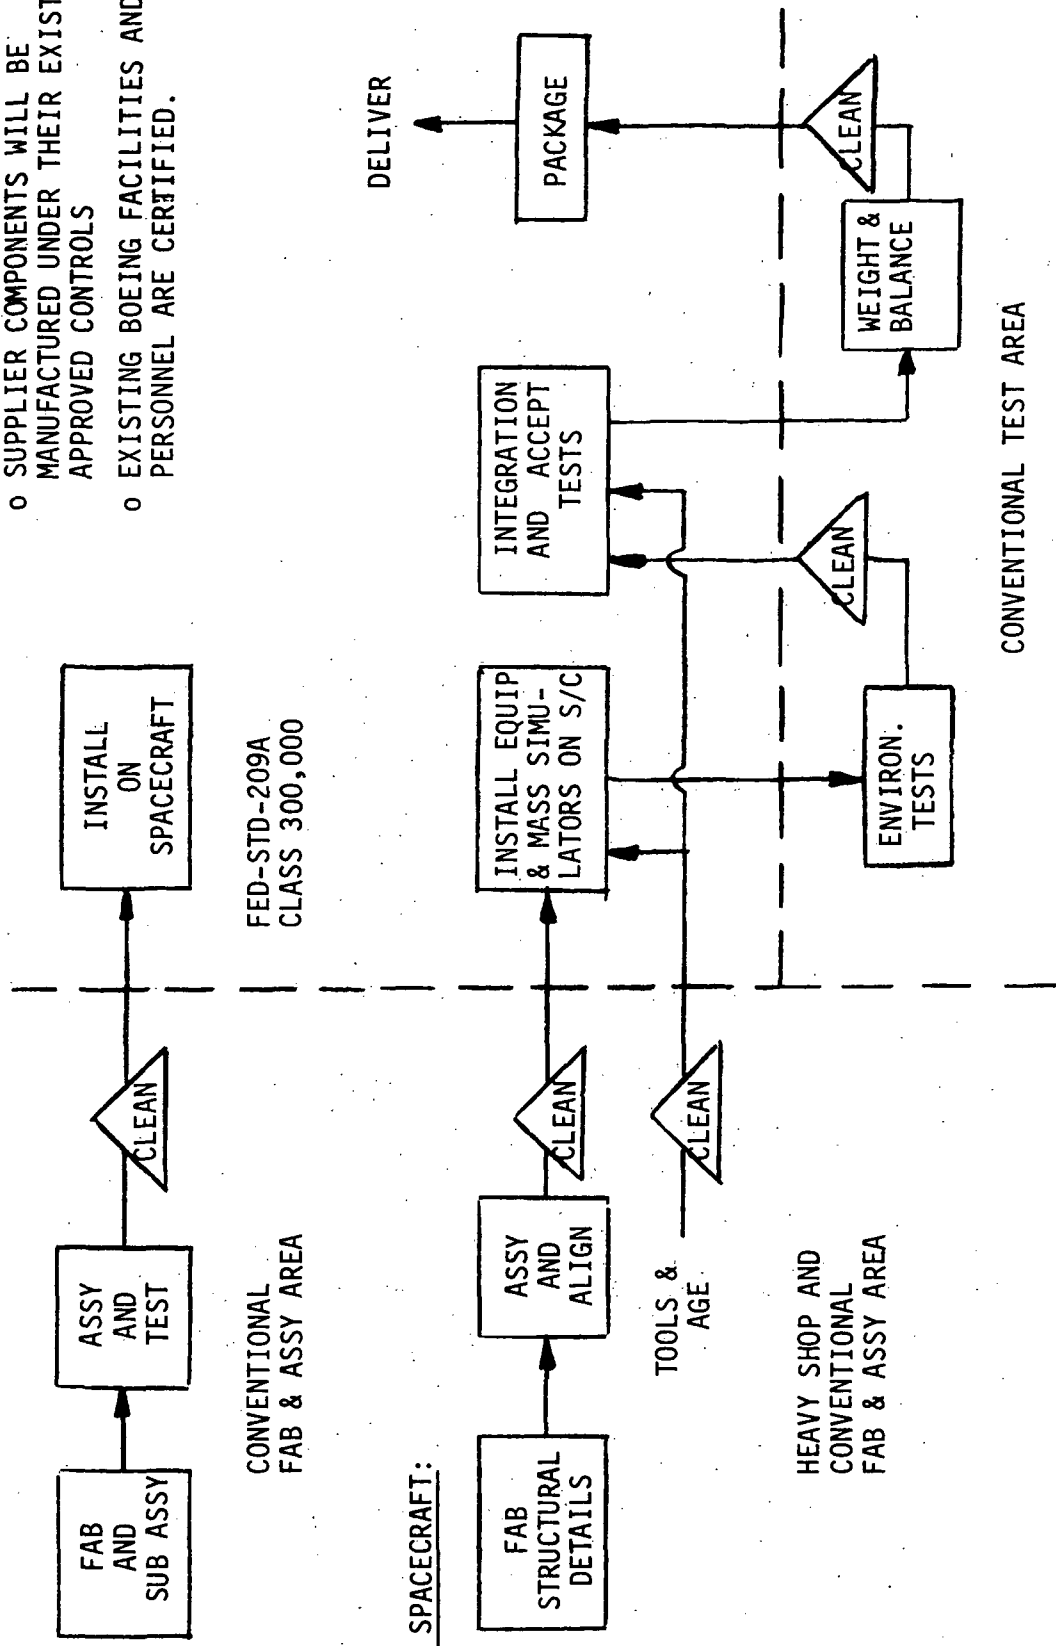 o SUPPLIER COMPONENTS WILL BE
MANUFACTURED UNDER THEIR EXIST
APPROVED CONTROLS
o EXISTING BOEING FACILITIES AND
PERSONNEL ARE CERTIFIED.
FAB
AND
SUB ASSY
ASSY
AND
TEST
CLEAN
INSTALL
ON
SPACECRAFT
CONVENTIONAL
FAB & ASSY AREA
FED-STD-209A
CLASS 300,000
SPACECRAFT:
FAB
STRUCTURAL
DETAILS
ASSY
AND
ALIGN
CLEAN
INSTALL EQUIP
& MASS SIMU-
LATORS ON S/C
INTEGRATION
AND ACCEPT
TESTS
PACKAGE
DELIVER
TOOLS &
AGE
CLEAN
CLEAN
CLEAN
ENVIRON.
TESTS
WEIGHT &
BALANCE
HEAVY SHOP AND
CONVENTIONAL
FAB & ASSY AREA
CONVENTIONAL TEST AREA